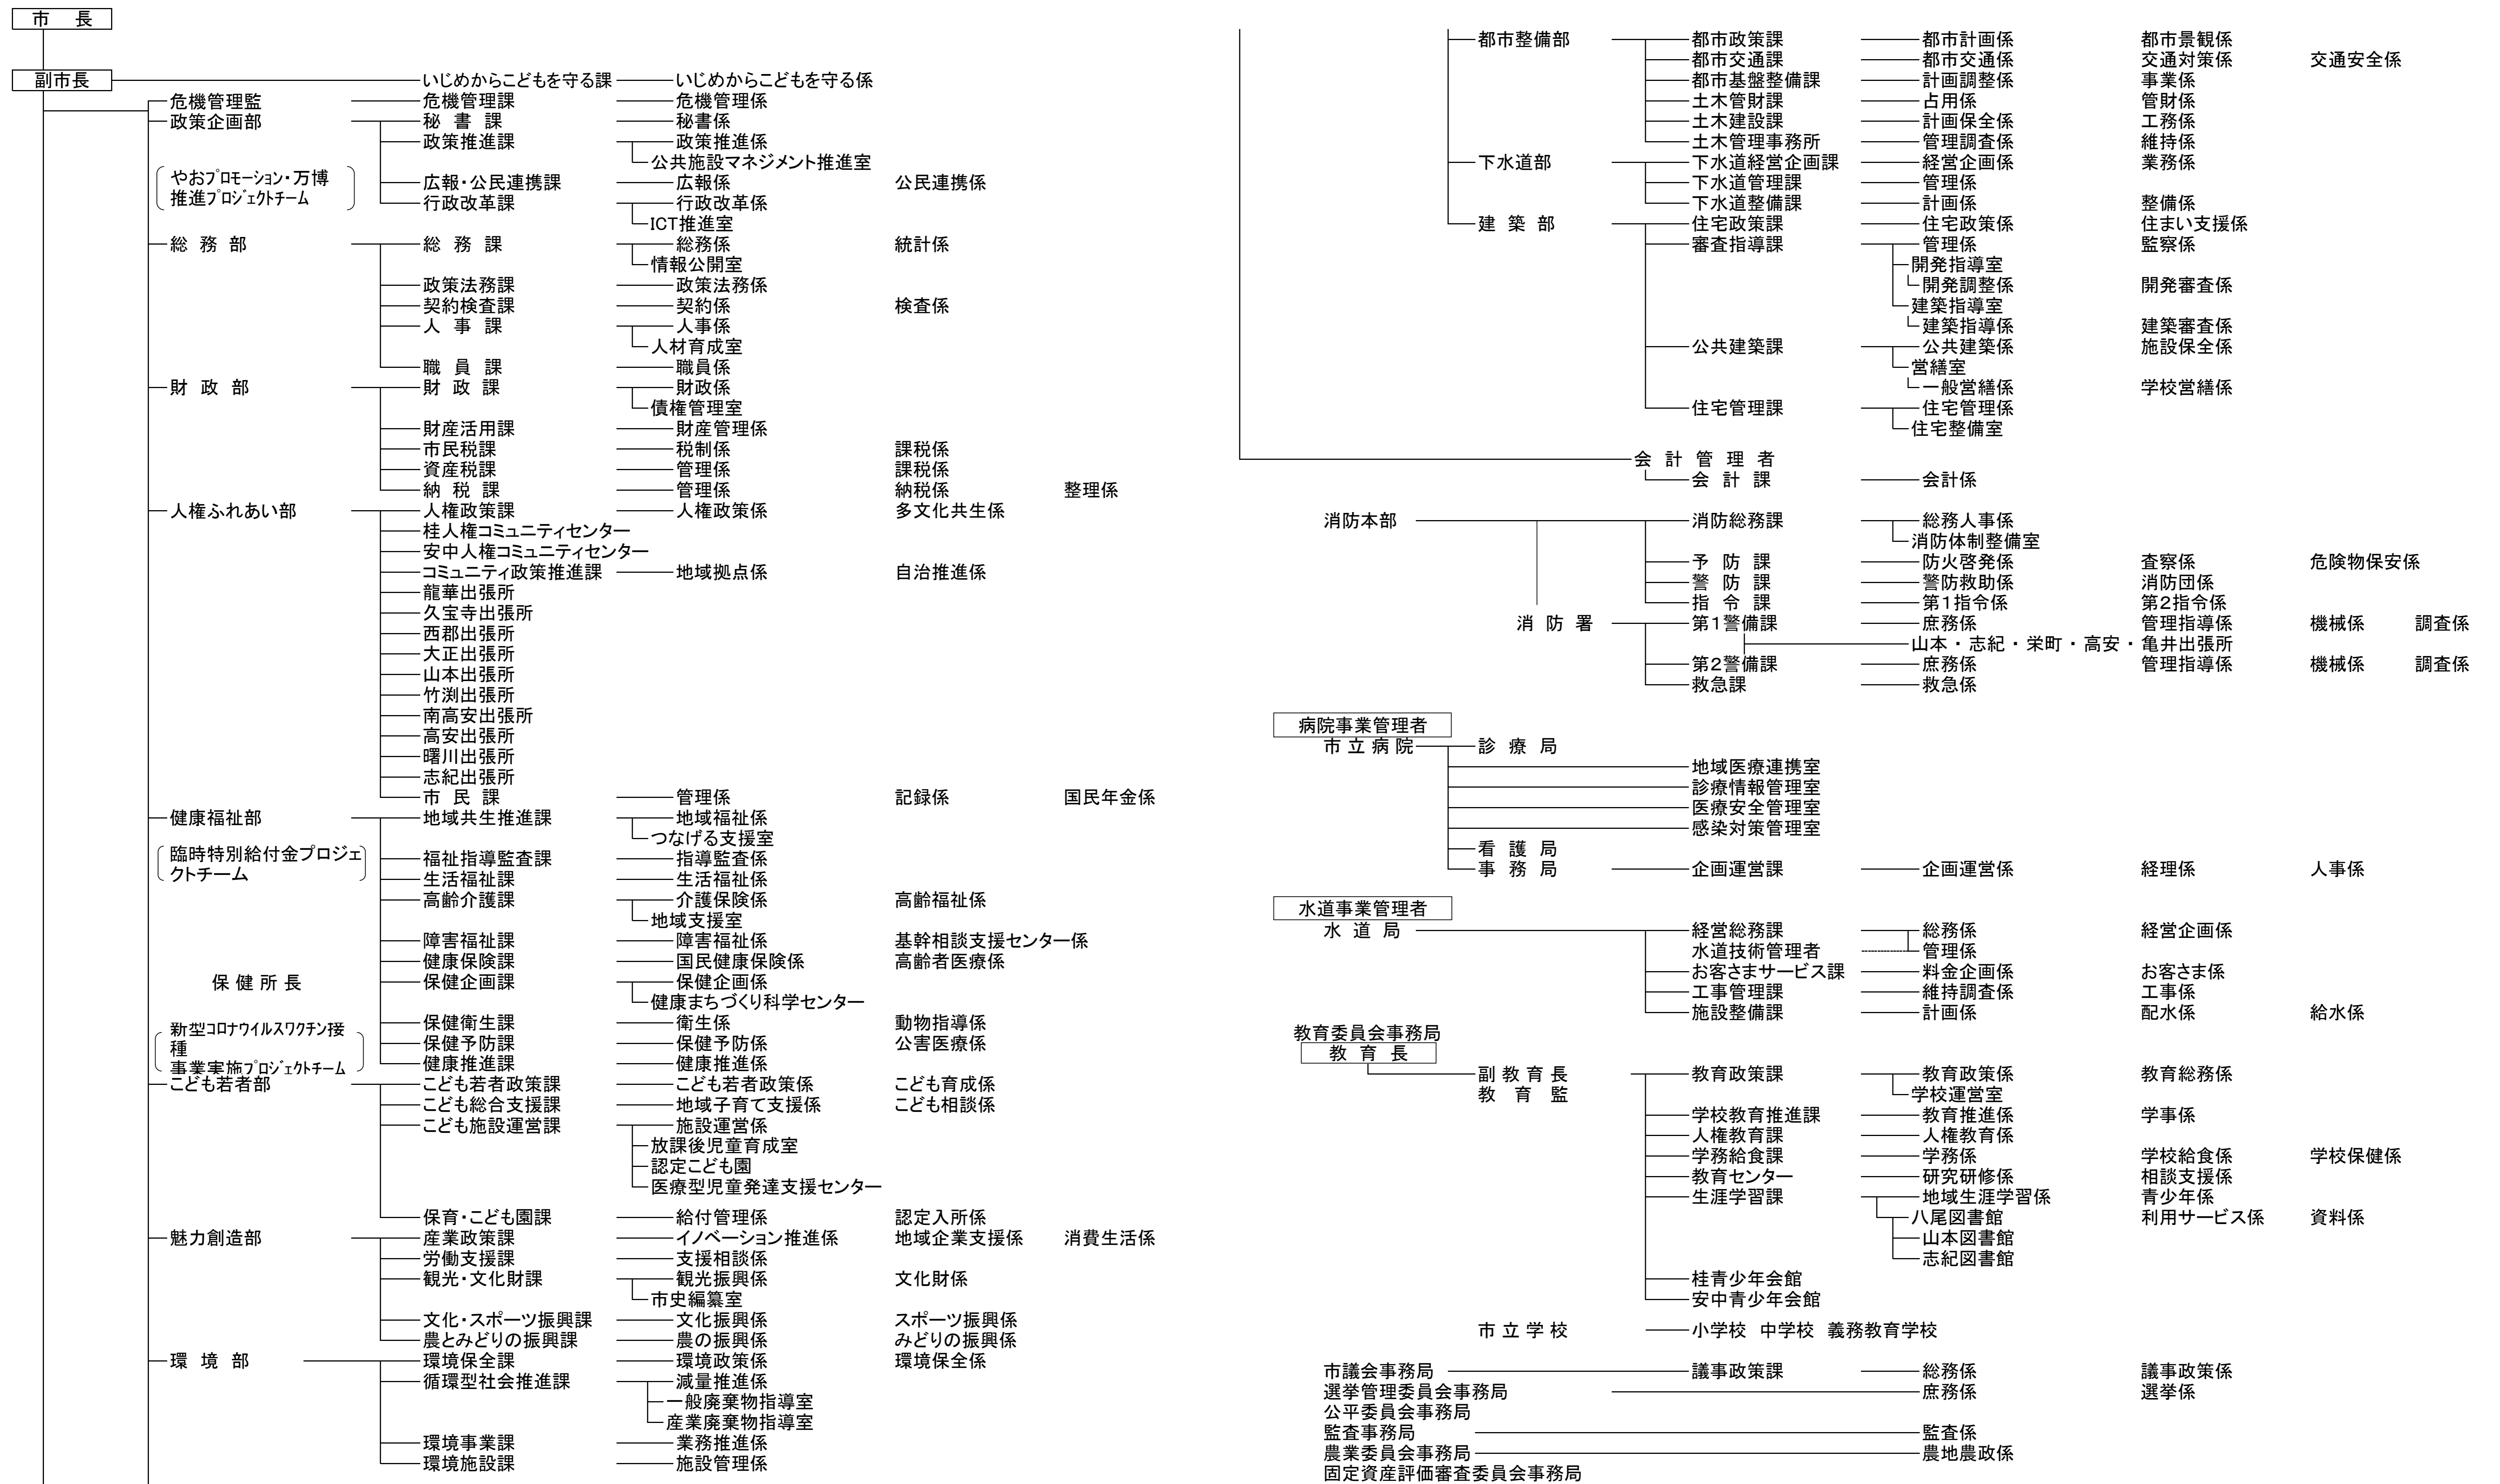 市 長
副市長 いじめからこどもを守る課 いじめからこどもを守る係
危機管理監 危機管理課 危機管理係
政策企画部 秘 書 課 秘書係
政策推進課 政策推進係
公共施設マネジメント推進室
やおプロモーション・万博
推進プロジェクトチーム
広報・公民連携課 広報係 公民連携係
行政改革課 行政改革係
ICT推進室
総 務 部 総 務 課 総務係 統計係
情報公開室
政策法務課 政策法務係
契約検査課 契約係 検査係
人 事 課 人事係
人材育成室
職 員 課 職員係
財 政 部 財 政 課 財政係
債権管理室
財産活用課 財産管理係
市民税課 税制係 課税係
資産税課 管理係 課税係
納 税 課 管理係 納税係 整理係
人権ふれあい部 人権政策課 人権政策係 多文化共生係
桂人権コミュニティセンター
安中人権コミュニティセンター
コミュニティ政策推進課 地域拠点係 自治推進係
龍華出張所
久宝寺出張所
西郡出張所
大正出張所
山本出張所
竹渕出張所
南高安出張所
高安出張所
曙川出張所
志紀出張所
市 民 課 管理係 記録係 国民年金係
健康福祉部 地域共生推進課 地域福祉係
つなげる支援室
臨時特別給付金プロジェ
クトチーム
福祉指導監査課 指導監査係
生活福祉課 生活福祉係
高齢介護課 介護保険係 高齢福祉係
地域支援室
障害福祉課 障害福祉係 基幹相談支援センター係
健康保険課 国民健康保険係 高齢者医療係
保 健 所 長 保健企画課 保健企画係
健康まちづくり科学センター
保健衛生課 衛生係 動物指導係
新型コロナウイルスワクチン接
種
事業実施プロジェクトチーム
保健予防課 保健予防係 公害医療係
健康推進課 健康推進係
こども若者部 こども若者政策課 こども若者政策係 こども育成係
こども総合支援課 地域子育て支援係 こども相談係
こども施設運営課 施設運営係
放課後児童育成室
認定こども園
医療型児童発達支援センター
保育・こども園課 給付管理係 認定入所係
魅力創造部 産業政策課 イノベーション推進係 地域企業支援係 消費生活係
労働支援課 支援相談係
観光・文化財課 観光振興係 文化財係
市史編纂室
文化・スポーツ振興課 文化振興係 スポーツ振興係
農とみどりの振興課 農の振興係 みどりの振興係
環 境 部 環境保全課 環境政策係 環境保全係
循環型社会推進課 減量推進係
一般廃棄物指導室
産業廃棄物指導室
環境事業課 業務推進係
環境施設課 施設管理係
都市整備部 都市政策課 都市計画係 都市景観係
都市交通課 都市交通係 交通対策係 交通安全係
都市基盤整備課 計画調整係 事業係
土木管財課 占用係 管財係
土木建設課 計画保全係 工務係
土木管理事務所 管理調査係 維持係
下水道部 下水道経営企画課 経営企画係 業務係
下水道管理課 管理係
下水道整備課 計画係 整備係
建 築 部 住宅政策課 住宅政策係 住まい支援係
審査指導課 管理係 監察係
開発指導室
開発調整係 開発審査係
建築指導室
建築指導係 建築審査係
公共建築課 公共建築係 施設保全係
営繕室
一般営繕係 学校営繕係
住宅管理課 住宅管理係
住宅整備室
会 計 管 理 者
会 計 課 会計係
消防本部 消防総務課 総務人事係
消防体制整備室
予 防 課 防火啓発係 査察係 危険物保安係
警 防 課 警防救助係 消防団係
指 令 課 第1指令係 第2指令係
消 防 署 第1警備課 庶務係 管理指導係 機械係 調査係
山本・志紀・栄町・高安・亀井出張所
第2警備課 庶務係 管理指導係 機械係 調査係
救急課 救急係
病院事業管理者
市 立 病 院 診 療 局
地域医療連携室
診療情報管理室
医療安全管理室
感染対策管理室
看 護 局
事 務 局 企画運営課 企画運営係 経理係 人事係
水道事業管理者
水 道 局 経営総務課 総務係 経営企画係
水道技術管理者 管理係
お客さまサービス課 料金企画係 お客さま係
工事管理課 維持調査係 工事係
施設整備課 計画係 配水係 給水係
教育委員会事務局
教 育 長
副 教 育 長 教育政策課 教育政策係 教育総務係
教 育 監 学校運営室
学校教育推進課 教育推進係 学事係
人権教育課 人権教育係
学務給食課 学務係 学校給食係 学校保健係
教育センター 研究研修係 相談支援係
生涯学習課 地域生涯学習係 青少年係
八尾図書館 利用サービス係 資料係
山本図書館
志紀図書館
桂青少年会館
安中青少年会館
市 立 学 校 小学校 中学校 義務教育学校
市議会事務局 議事政策課 総務係 議事政策係
選挙管理委員会事務局 庶務係 選挙係
公平委員会事務局
監査事務局 監査係
農業委員会事務局 農地農政係
固定資産評価審査委員会事務局